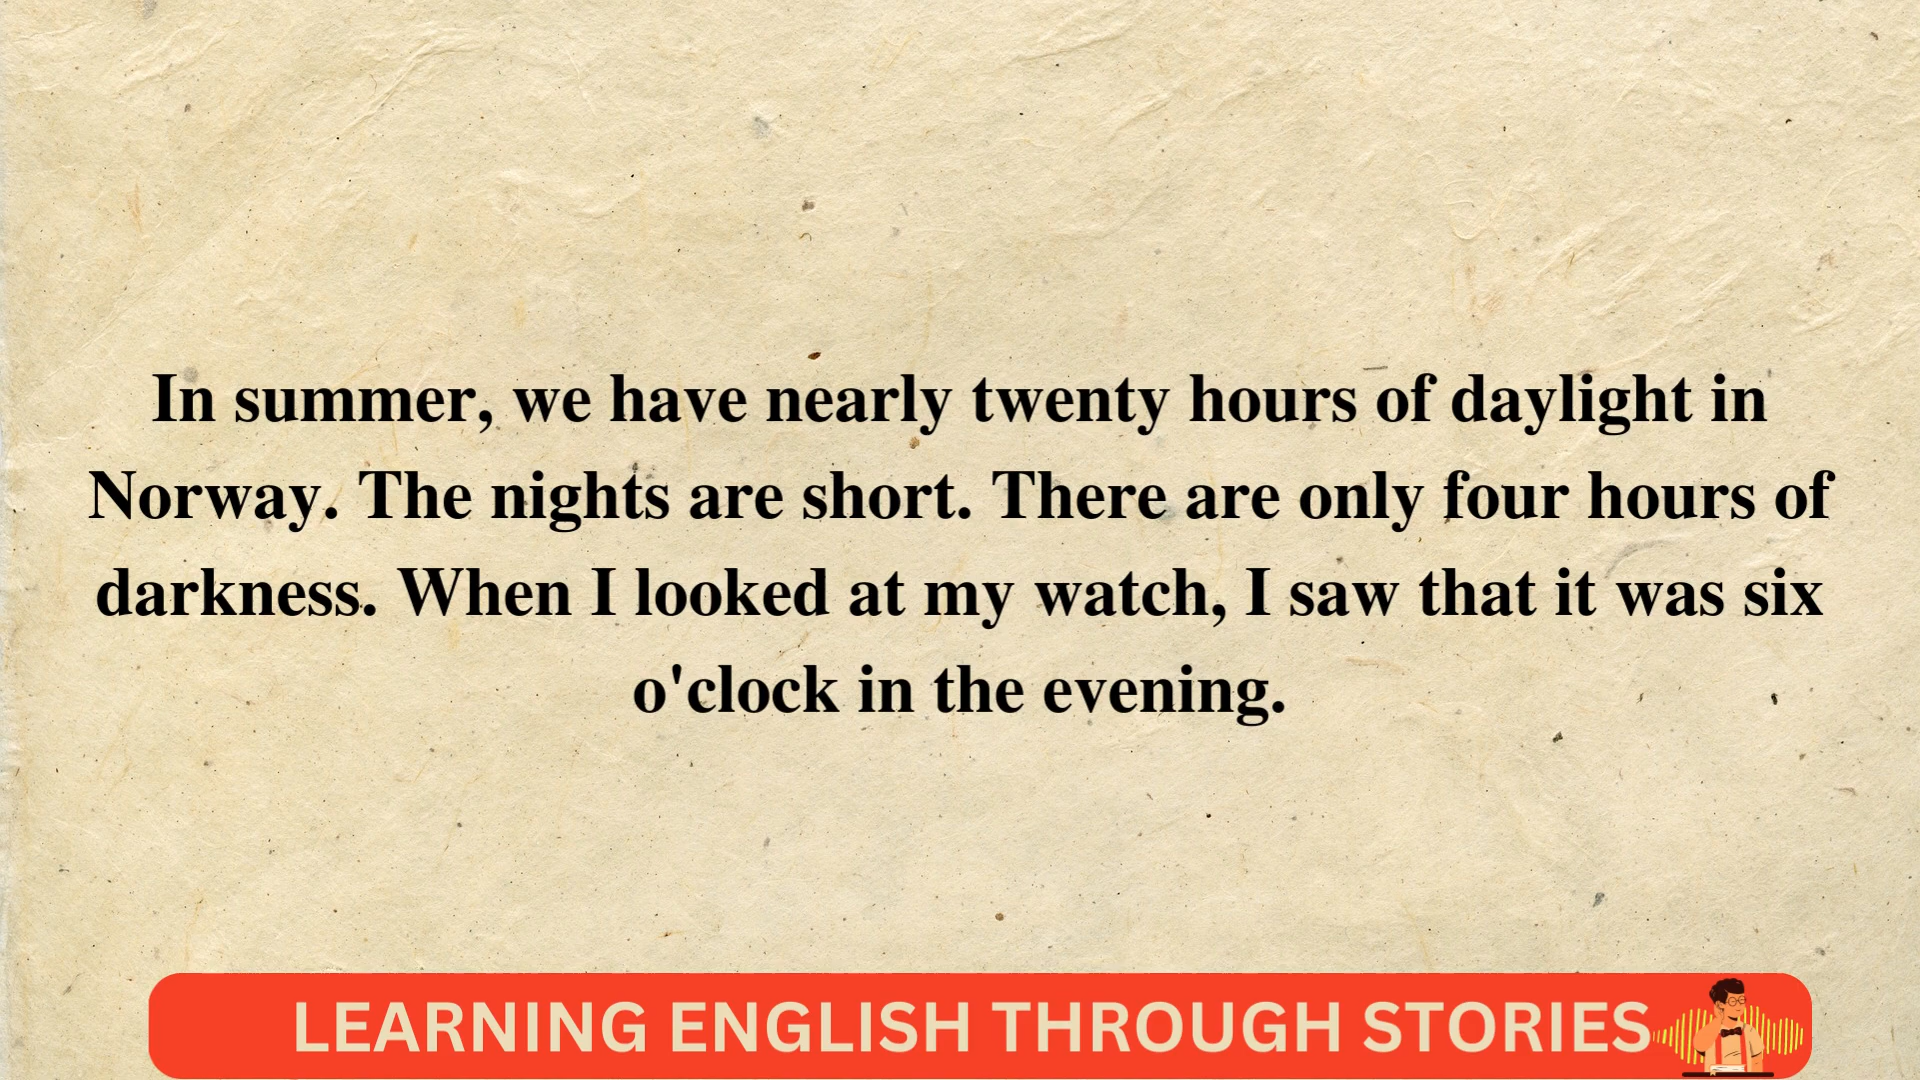 In summer, we have nearly twenty hours of daylight in
Norway. The nights are short. There are only four hours of
darkness. When I looked at my watch, I saw that it was six
o'clock in the evening.
LEARNING ENGLISH THROUGH STORIES